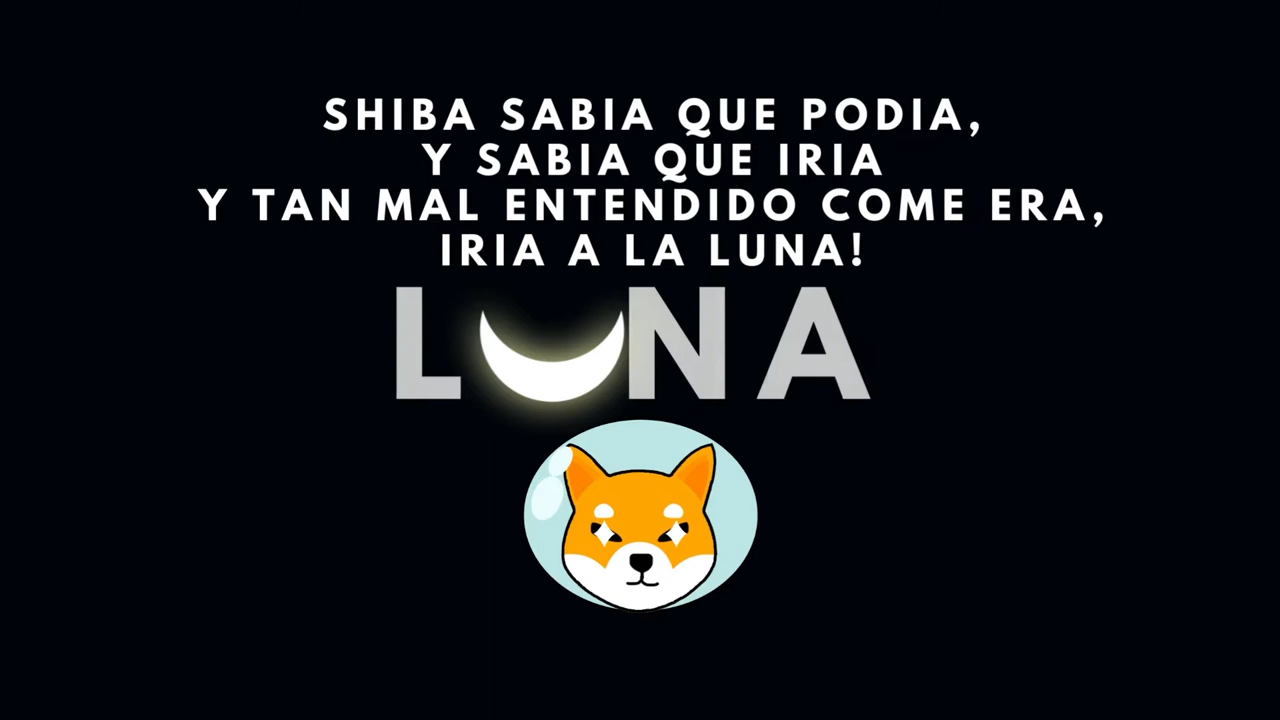 SHIBA SABIA QUE PODIA,
Y SABIA QUE IRIA
Y TAN MAL ENTENDIDO COME ERA,
IRIA A LA LUNA!
LUNA